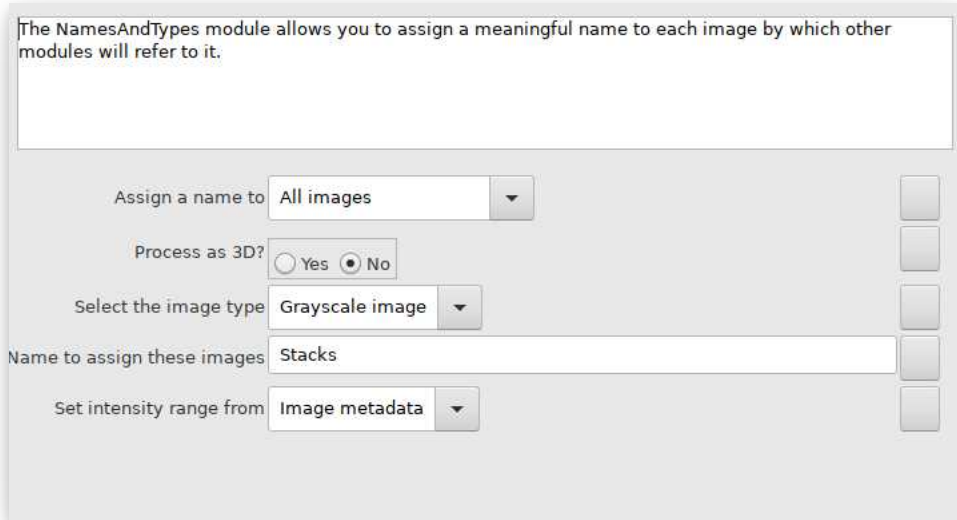 The NamesAndTypes module allows you to assign a meaningful name to each image by which other
modules will refer to it.
Assign a name to All images
Process as 3D? Yes No
Select the image type Grayscale image
Name to assign these images Stacks
Set intensity range from Image metadata